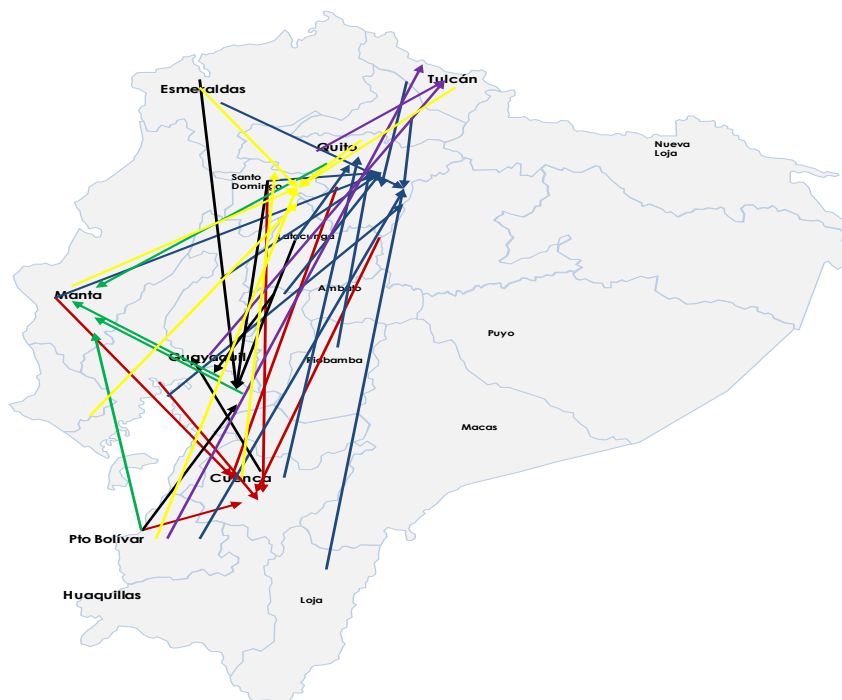 Tulcán
Esmeraldas
Quito
Nueva
Loja
Santo
Domingo
Latacunga
Ambato
Manta
Puyo
Guayaquil
Riobamba
Macas
Cuenca
Pto Bolívar
Huaquillas
Loja